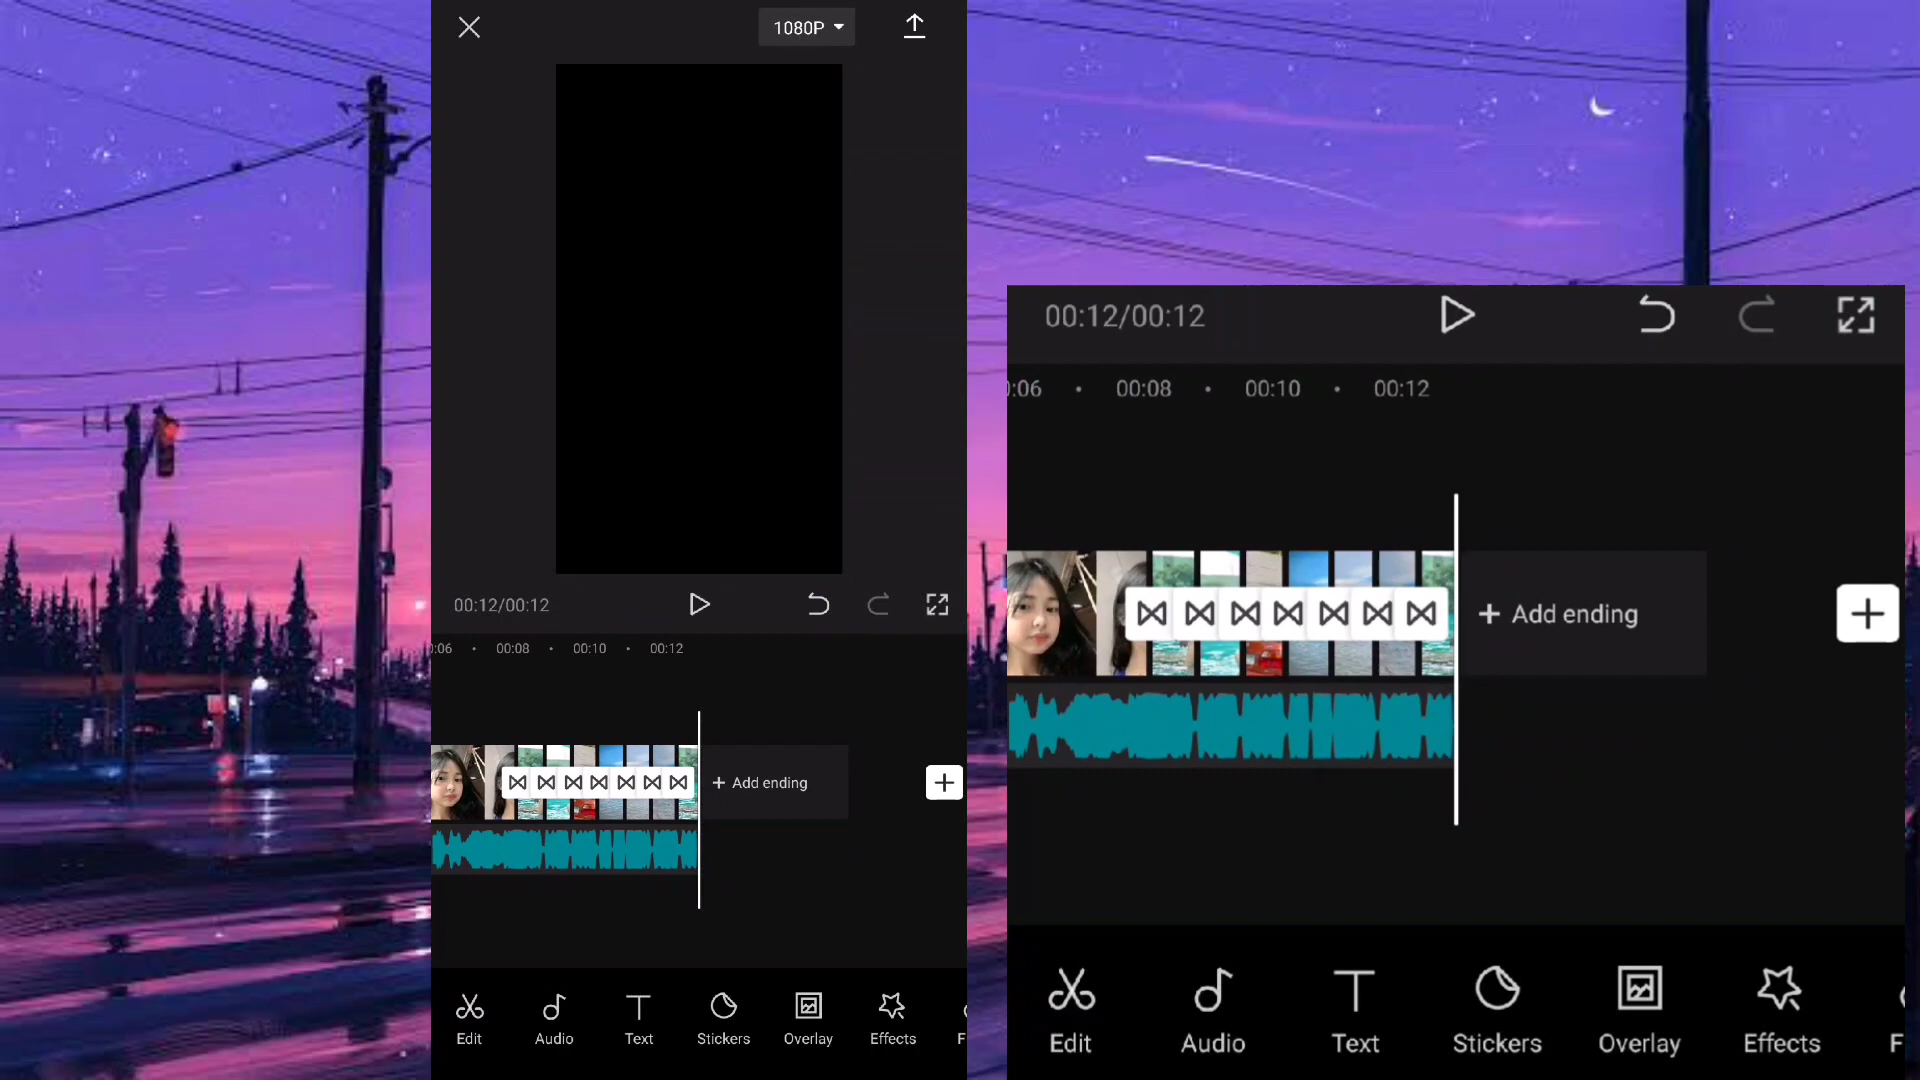 1080P
00:12/00:12
:06 00:08 00:10 00:12
+ Add ending
Edit Audio Text Stickers Overlay Effects F
00:12/00:12
:06 00:08 00:10 00:12
+ Add ending
Edit Audio Text Stickers Overlay Effects F